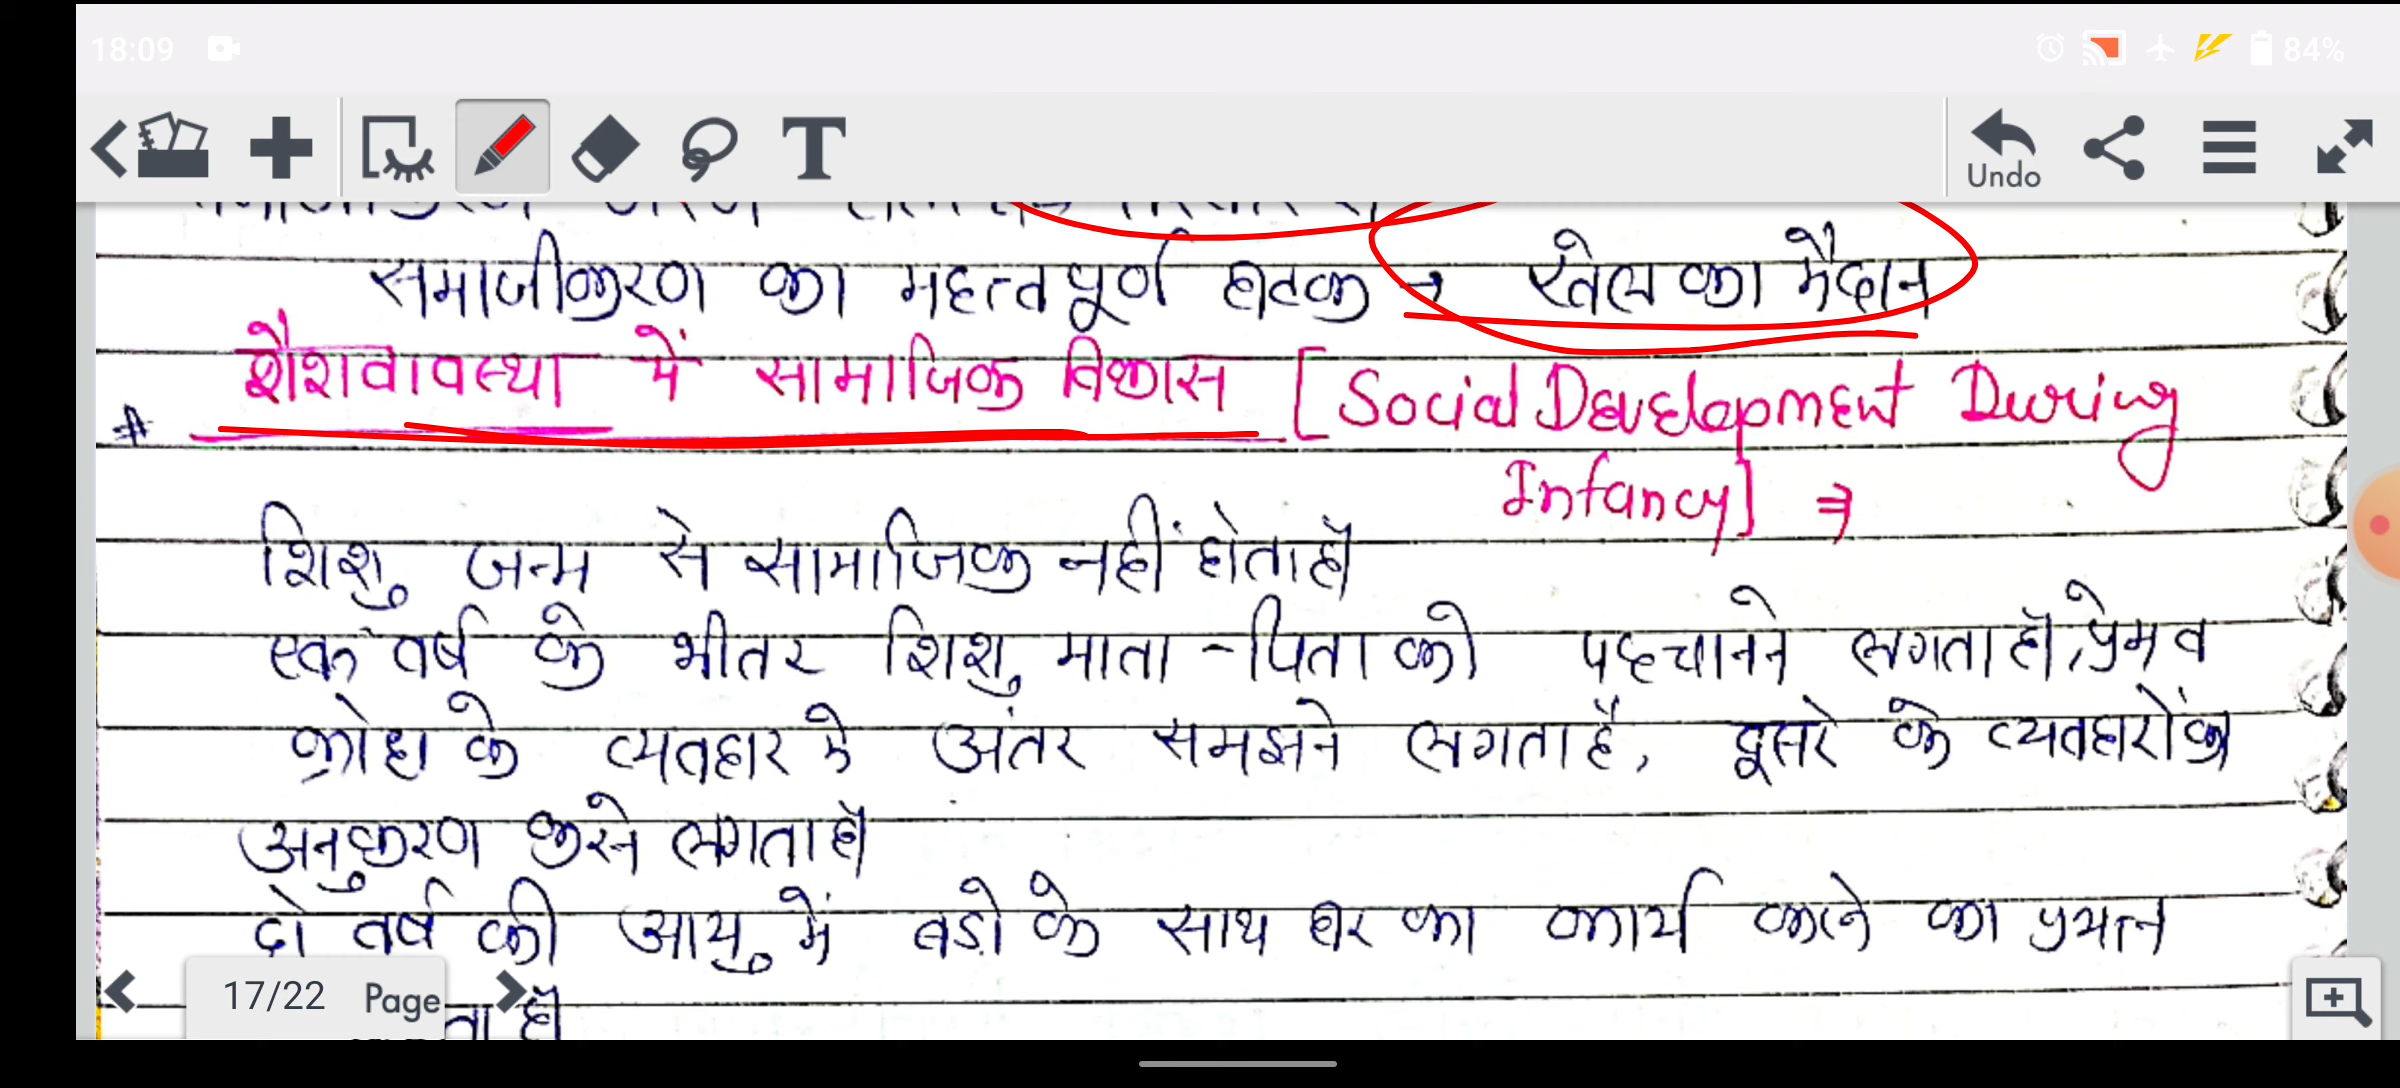 18:09
84%
Undo
समाजीकरण का महत्त्वपूर्ण घटक → खेल का मैदान
# शैशवावस्था में सामाजिक विकास [Social Development During
Infancy] ⇒
शिशु जन्म से सामाजिक नहीं होता है
एक वर्ष के भीतर शिशु माता-पिता को पहचानने लगता है, प्रेम व
क्रोध के व्यवहार मे अंतर समझने लगता है, दूसरे के व्यवहारों का
अनुकरण करने लगता है
दो वर्ष की आयु में बडो के साथ घर का कार्य करने का प्रयत्न
ता है
17/22 Page